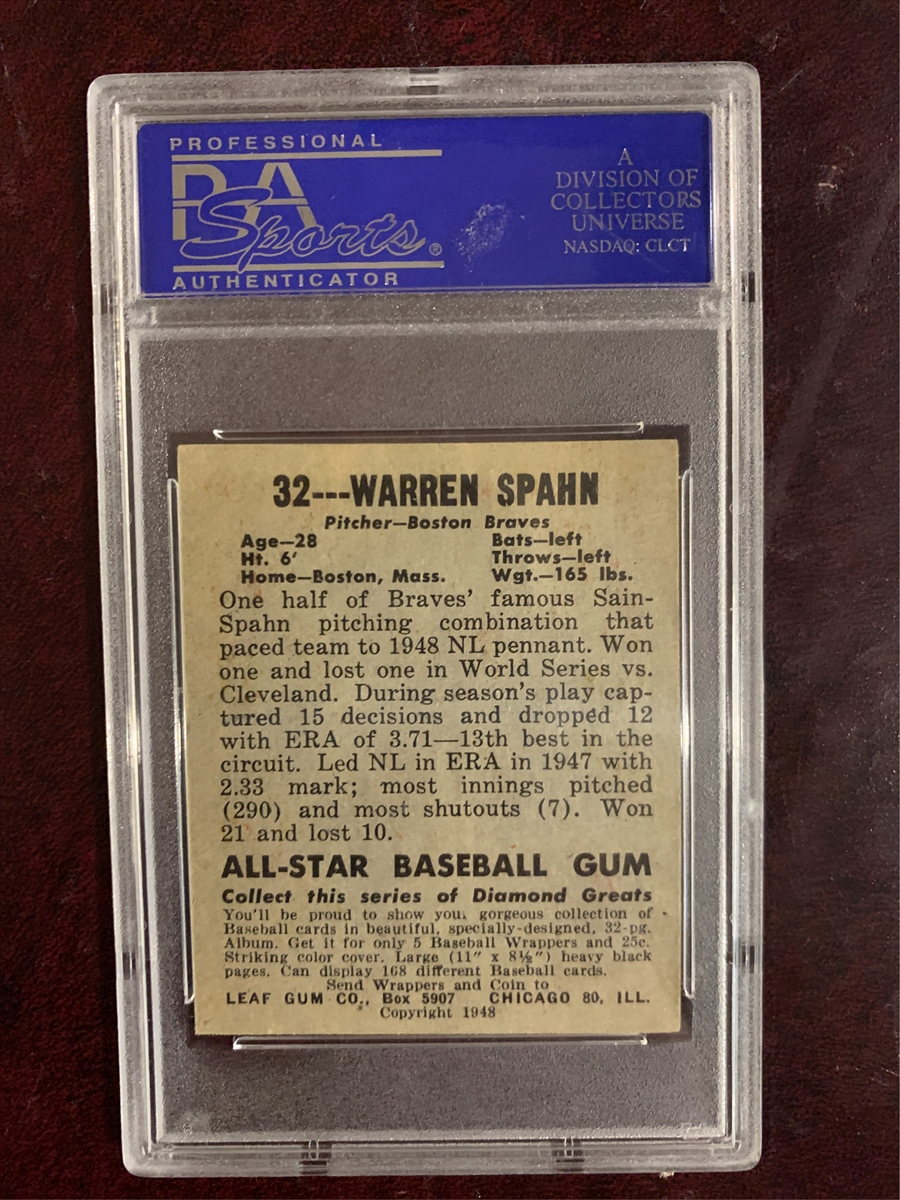 PROFESSIONAL
PSA
Sports®
AUTHENTICATOR
A
DIVISION OF
COLLECTORS
UNIVERSE
NASDAQ: CLCT
32---WARREN SPAHN
Pitcher—Boston Braves
Age—28 Bats—left
Ht. 6' Throws—left
Home—Boston, Mass. Wgt.—165 lbs.
One half of Braves' famous Sain-
Spahn pitching combination that
paced team to 1948 NL pennant. Won
one and lost one in World Series vs.
Cleveland. During season's play cap-
tured 15 decisions and dropped 12
with ERA of 3.71—13th best in the
circuit. Led NL in ERA in 1947 with
2.33 mark; most innings pitched
(290) and most shutouts (7). Won
21 and lost 10.
ALL-STAR BASEBALL GUM
Collect this series of Diamond Greats
You'll be proud to show your gorgeous collection of
Baseball cards in beautiful, specially-designed, 32-pg.
Album. Get it for only 5 Baseball Wrappers and 25c.
Striking color cover. Large (11" x 8½") heavy black
pages. Can display 168 different Baseball cards.
Send Wrappers and Coin to
LEAF GUM CO., Box 5907 CHICAGO 80, ILL.
Copyright 1948